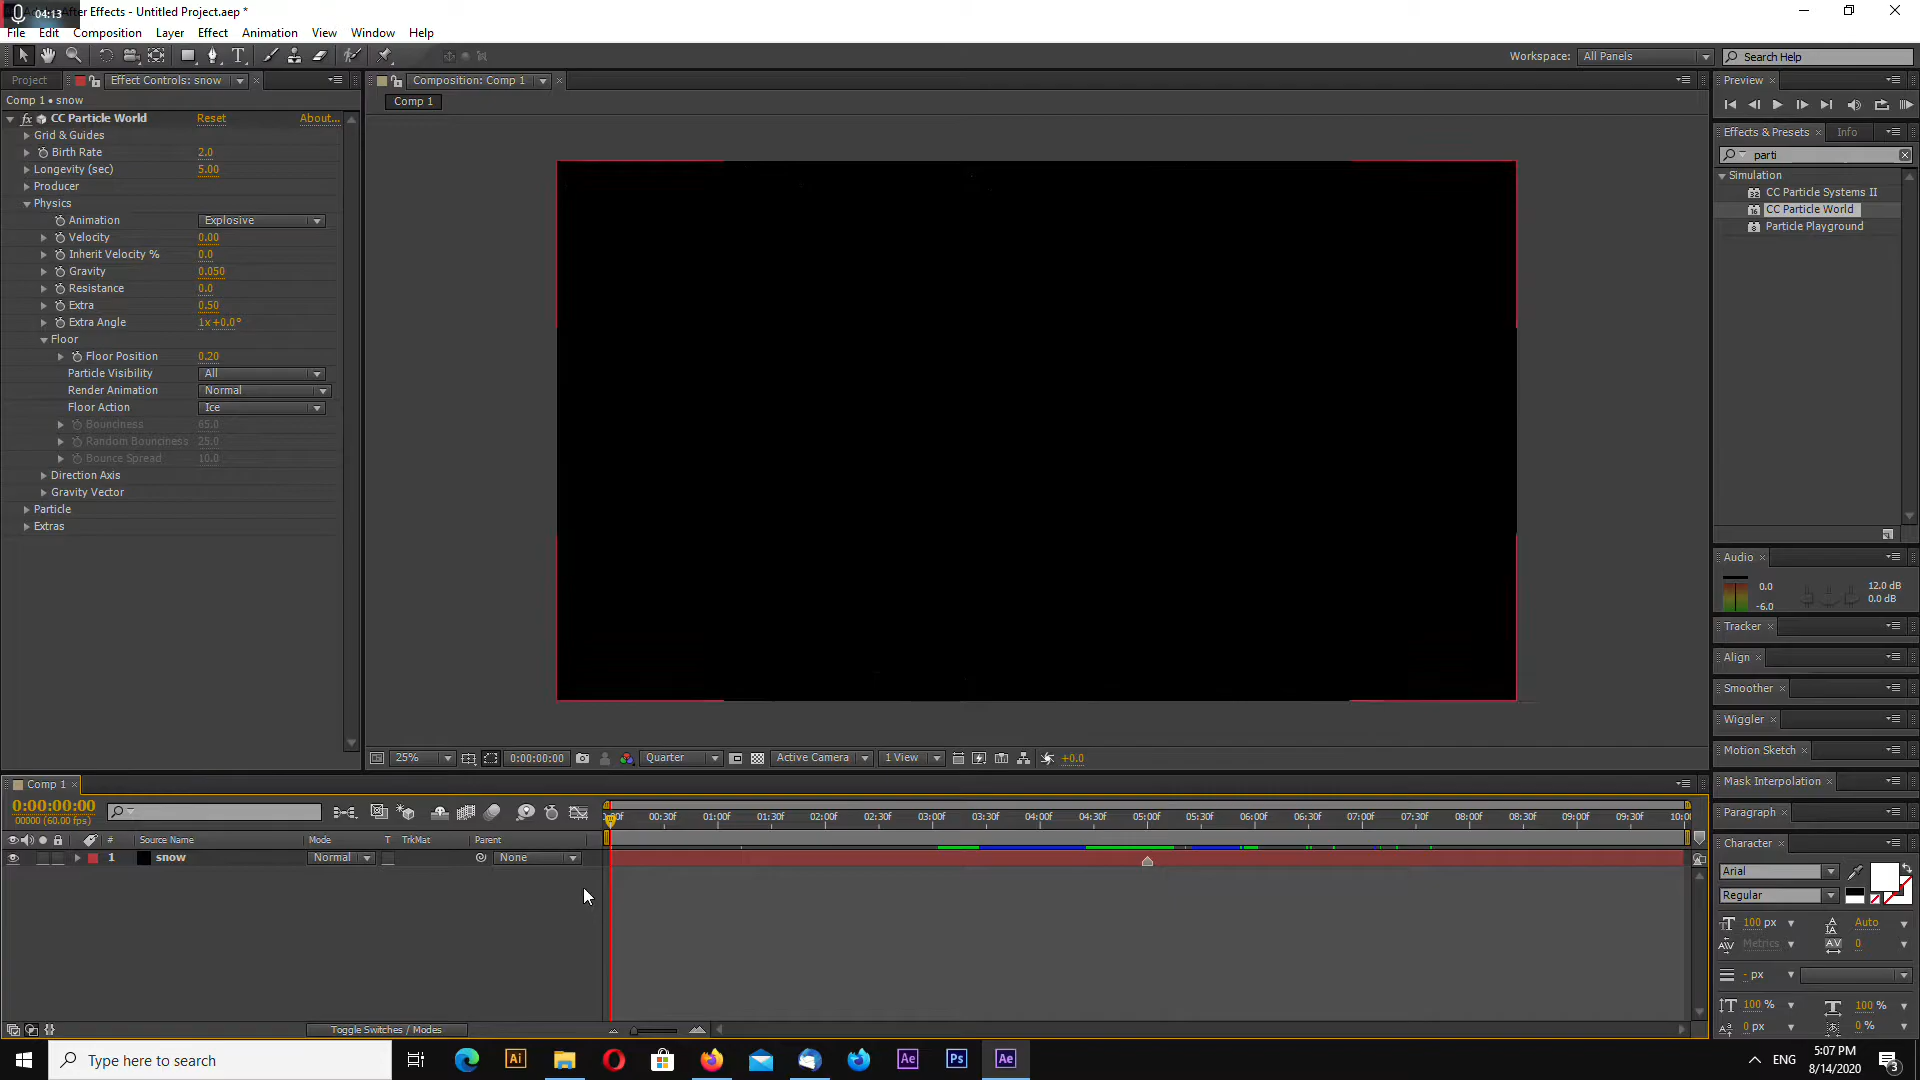 04:13 After Effects - Untitled Project.aep *
File Edit Composition Layer Effect Animation View Window Help
Workspace: All Panels Search Help
Project Effect Controls: snow Composition: Comp 1 Preview
Comp 1 • snow
Comp 1
CC Particle World Reset About...
Grid & Guides
Birth Rate 2.0
Longevity (sec) 5.00
Producer
Physics
Animation Explosive
Velocity 0.00
Inherit Velocity % 0.0
Gravity 0.050
Resistance 0.0
Extra 0.50
Extra Angle 1x +0.0°
Floor
Floor Position 0.20
Particle Visibility All
Render Animation Normal
Floor Action Ice
Bounciness 65.0
Random Bounciness 25.0
Bounce Spread 10.0
Direction Axis
Gravity Vector
Particle
Extras
Effects & Presets Info
parti
Simulation
CC Particle Systems II
CC Particle World
Particle Playground
Audio
0.0 12.0 dB
-6.0 0.0 dB
Tracker
Align
Smoother
Wiggler
Motion Sketch
Mask Interpolation
Paragraph
Character
Arial
Regular
100 px Auto
Metrics 0
- px
100 % 100 %
0 px 0 %
25% 0:00:00:00 Quarter Active Camera 1 View +0.0
Comp 1
0:00:00:00
00000 (60.00 fps)
00:30f 01:00f 01:30f 02:00f 02:30f 03:00f 03:30f 04:00f 04:30f 05:00f 05:30f 06:00f 06:30f 07:00f 07:30f 08:00f 08:30f 09:00f 09:30f 10:0
# Source Name Mode T TrkMat Parent
1 snow Normal None
Toggle Switches / Modes
Type here to search
Ai Ae Ps Ae
ENG 5:07 PM
8/14/2020 3